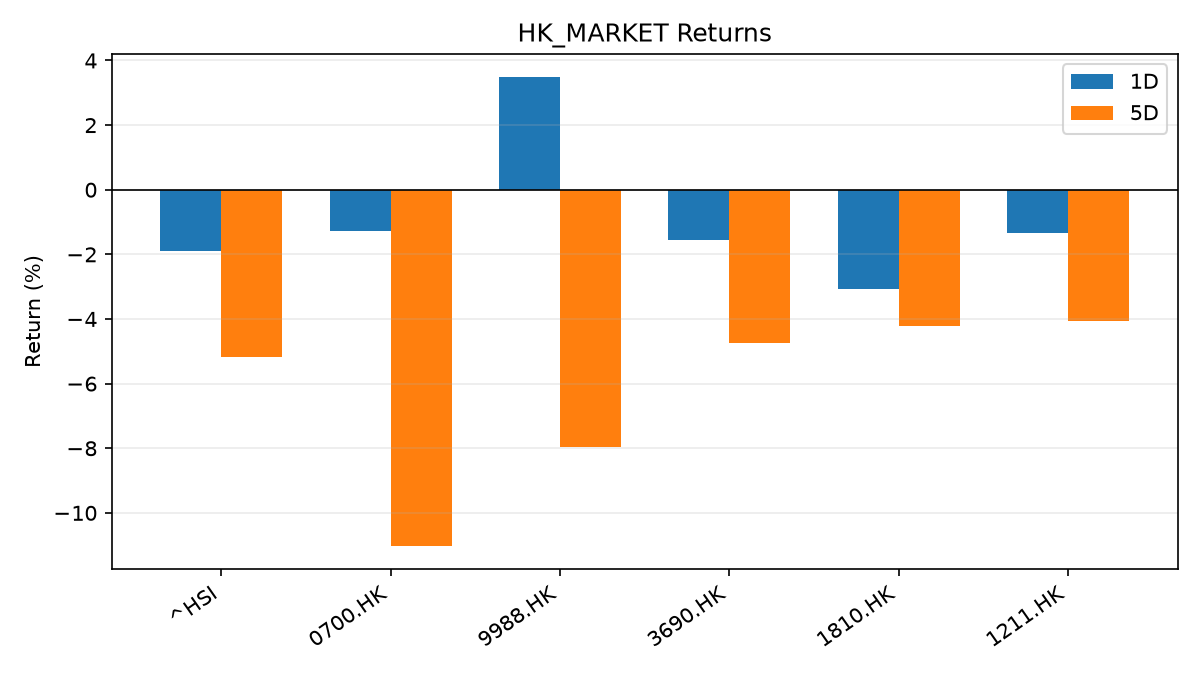 HK_MARKET Returns
1D
5D
Return (%)
4
2
0
−2
−4
−6
−8
−10
^HSI
0700.HK
9988.HK
3690.HK
1810.HK
1211.HK